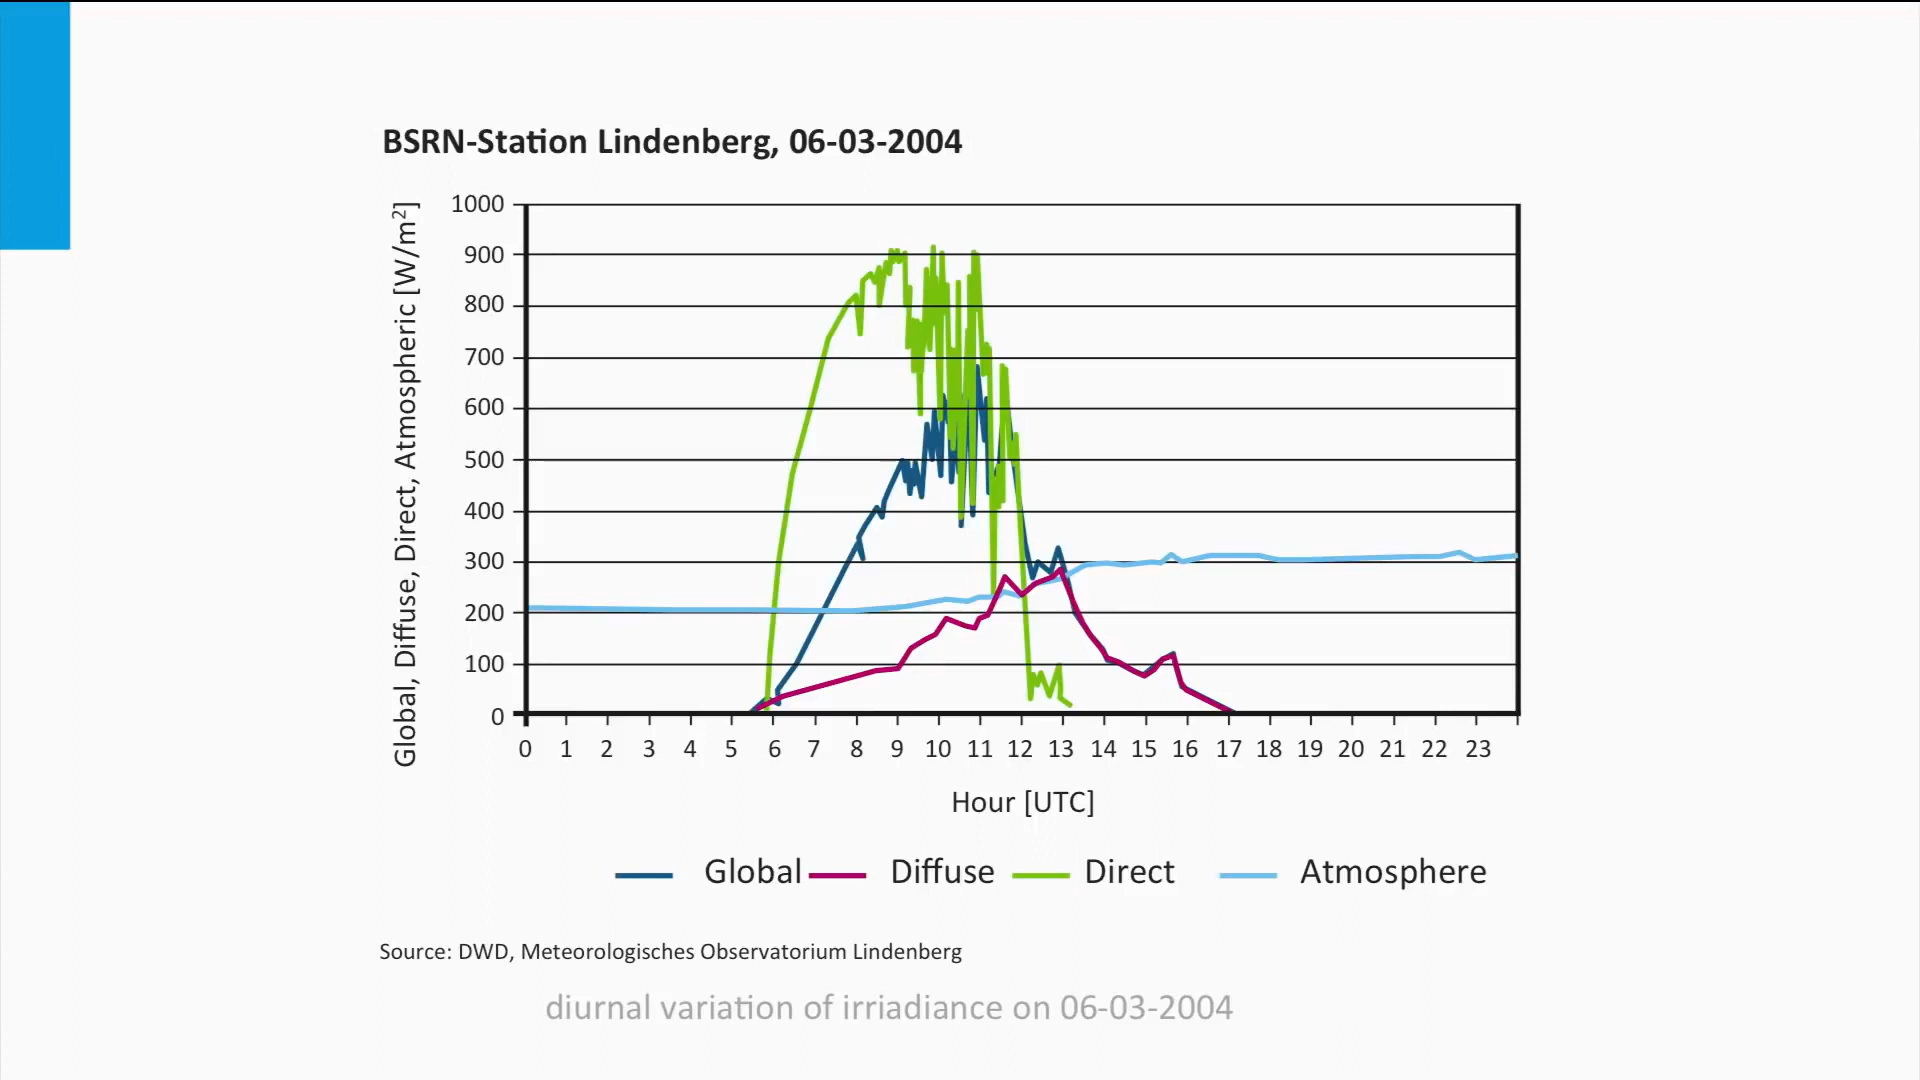 BSRN-Station Lindenberg, 06-03-2004
Global, Diffuse, Direct, Atmospheric [W/m²]
1000
900
800
700
600
500
400
300
200
100
0
0 1 2 3 4 5 6 7 8 9 10 11 12 13 14 15 16 17 18 19 20 21 22 23
Hour [UTC]
Global Diffuse Direct Atmosphere
Source: DWD, Meteorologisches Observatorium Lindenberg
diurnal variation of irriadiance on 06-03-2004